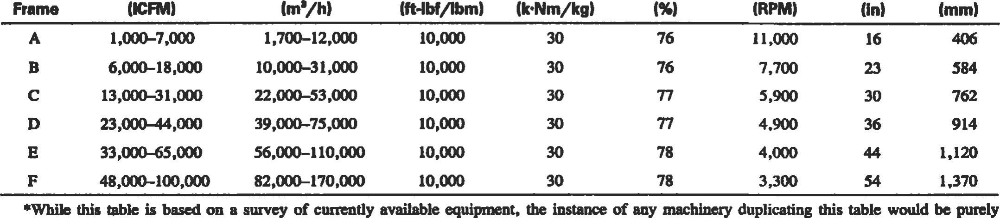 Frame (ICFM) (m³/h) (ft-lbf/lbm) (k·Nm/kg) (%) (RPM) (in) (mm)
A 1,000–7,000 1,700–12,000 10,000 30 76 11,000 16 406
B 6,000–18,000 10,000–31,000 10,000 30 76 7,700 23 584
C 13,000–31,000 22,000–53,000 10,000 30 77 5,900 30 762
D 23,000–44,000 39,000–75,000 10,000 30 77 4,900 36 914
E 33,000–65,000 56,000–110,000 10,000 30 78 4,000 44 1,120
F 48,000–100,000 82,000–170,000 10,000 30 78 3,300 54 1,370
*While this table is based on a survey of currently available equipment, the instance of any machinery duplicating this table would be purely